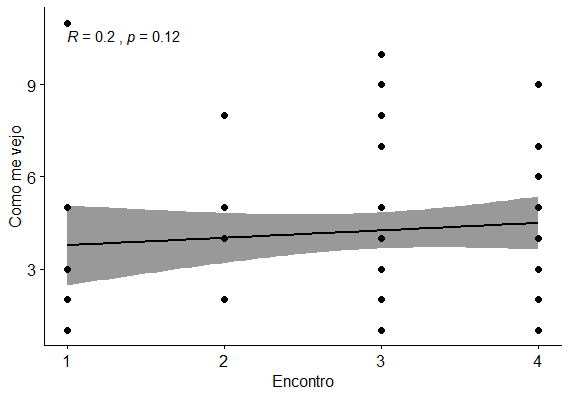 R = 0.2 , p = 0.12
9
6
3
Como me vejo
1 2 3 4
Encontro